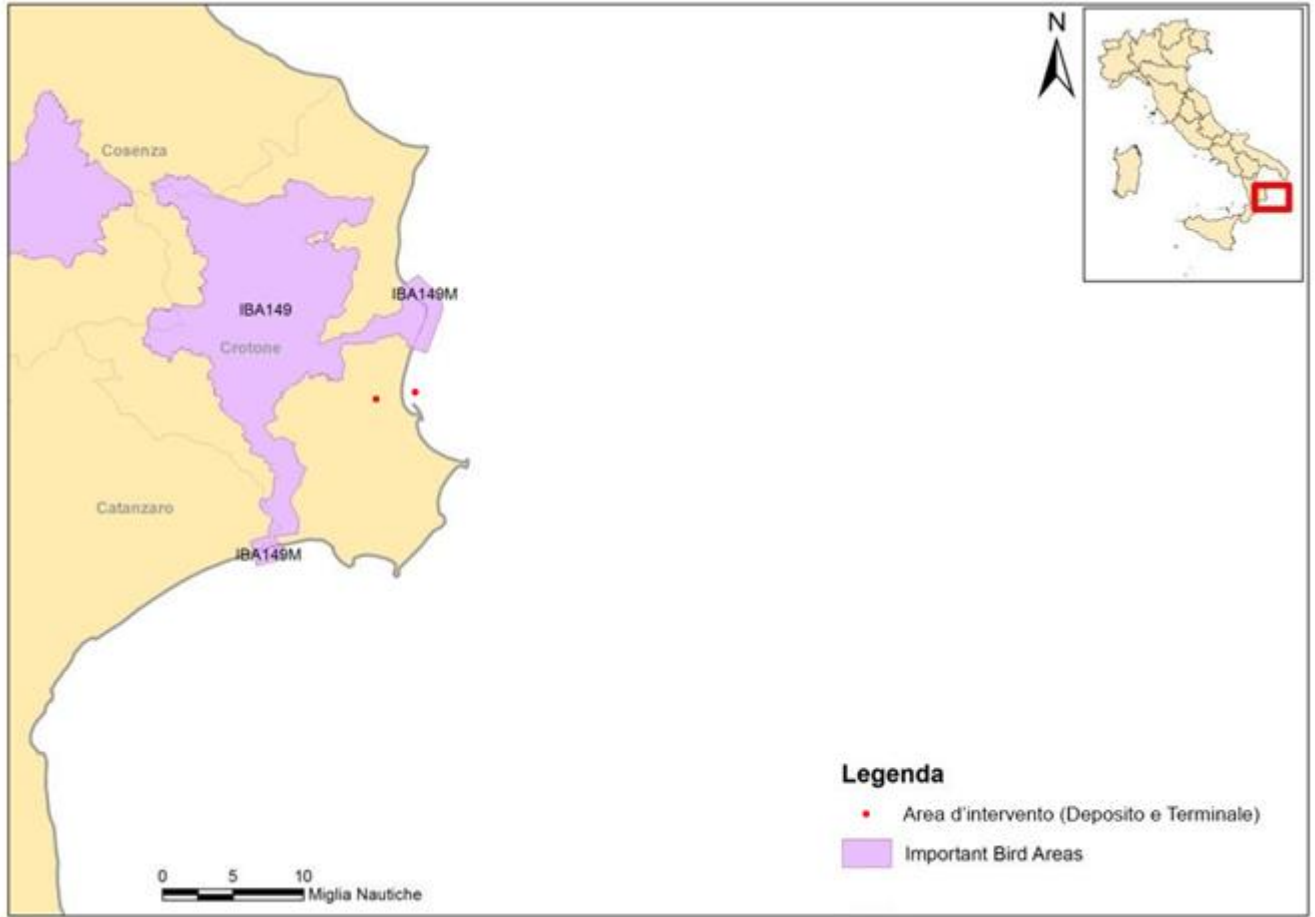 N
Cosenza
IBA149M
IBA149
Crotone
Catanzaro
IBA149M
Legenda
Area d'intervento (Deposito e Terminale)
Important Bird Areas
0 5 10
Miglia Nautiche